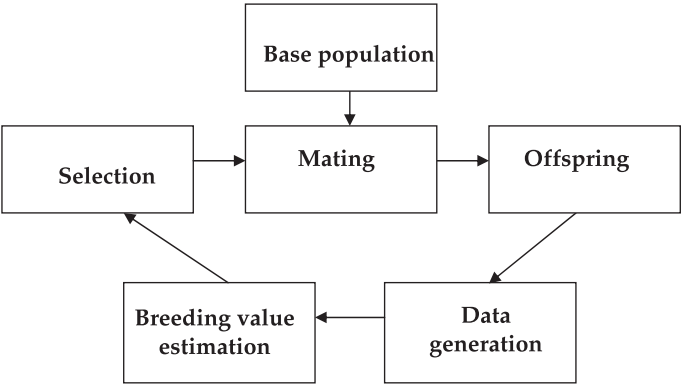 Base population
Selection
Mating
Offspring
Breeding value
estimation
Data
generation